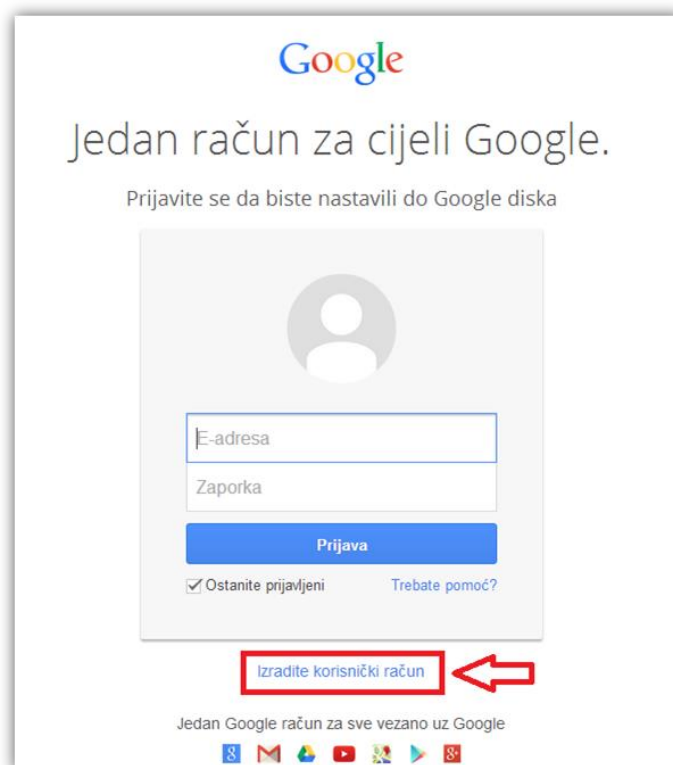 Google
Jedan račun za cijeli Google.
Prijavite se da biste nastavili do Google diska
E-adresa
Zaporka
Prijava
Ostanite prijavljeni Trebate pomoć?
Izradite korisnički račun
Jedan Google račun za sve vezano uz Google